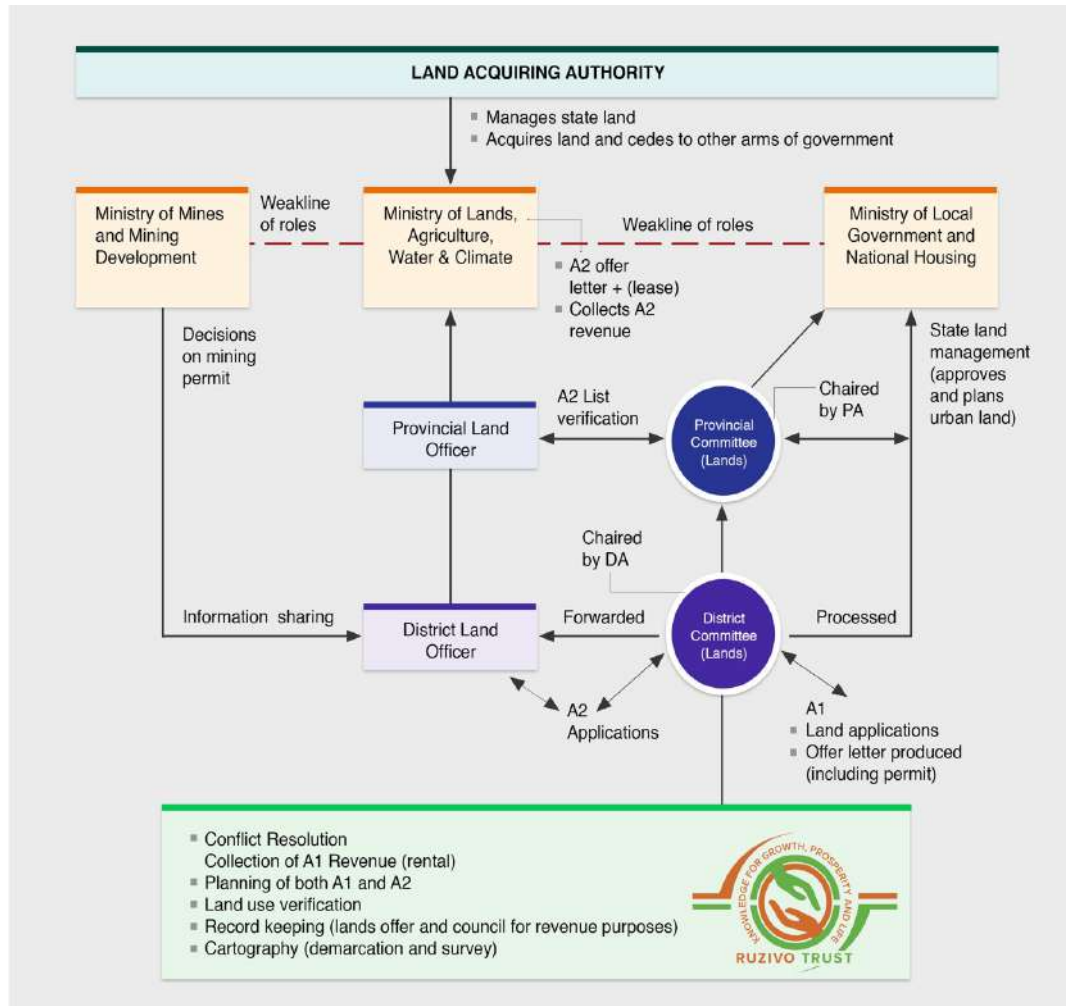 LAND ACQUIRING AUTHORITY
Manages state land
Acquires land and cedes to other arms of government
Ministry of Mines
and Mining
Development
Weakline
of roles
Ministry of Lands,
Agriculture,
Water & Climate
Weakline of roles
Ministry of Local
Government and
National Housing
A2 offer
letter + (lease)
Collects A2
revenue
Decisions
on mining
permit
State land
management
(approves
and plans
urban land)
Chaired
by PA
A2 List
verification
Provincial Land
Officer
Provincial
Committee
(Lands)
Chaired
by DA
Information sharing
District Land
Officer
Forwarded
District
Committee
(Lands)
Processed
A2
Applications
A1
Land applications
Offer letter produced
(including permit)
Conflict Resolution
Collection of A1 Revenue (rental)
Planning of both A1 and A2
Land use verification
Record keeping (lands offer and council for revenue purposes)
Cartography (demarcation and survey)
KNOWLEDGE FOR GROWTH, PROSPERITY AND LIFE
RUZIVO TRUST